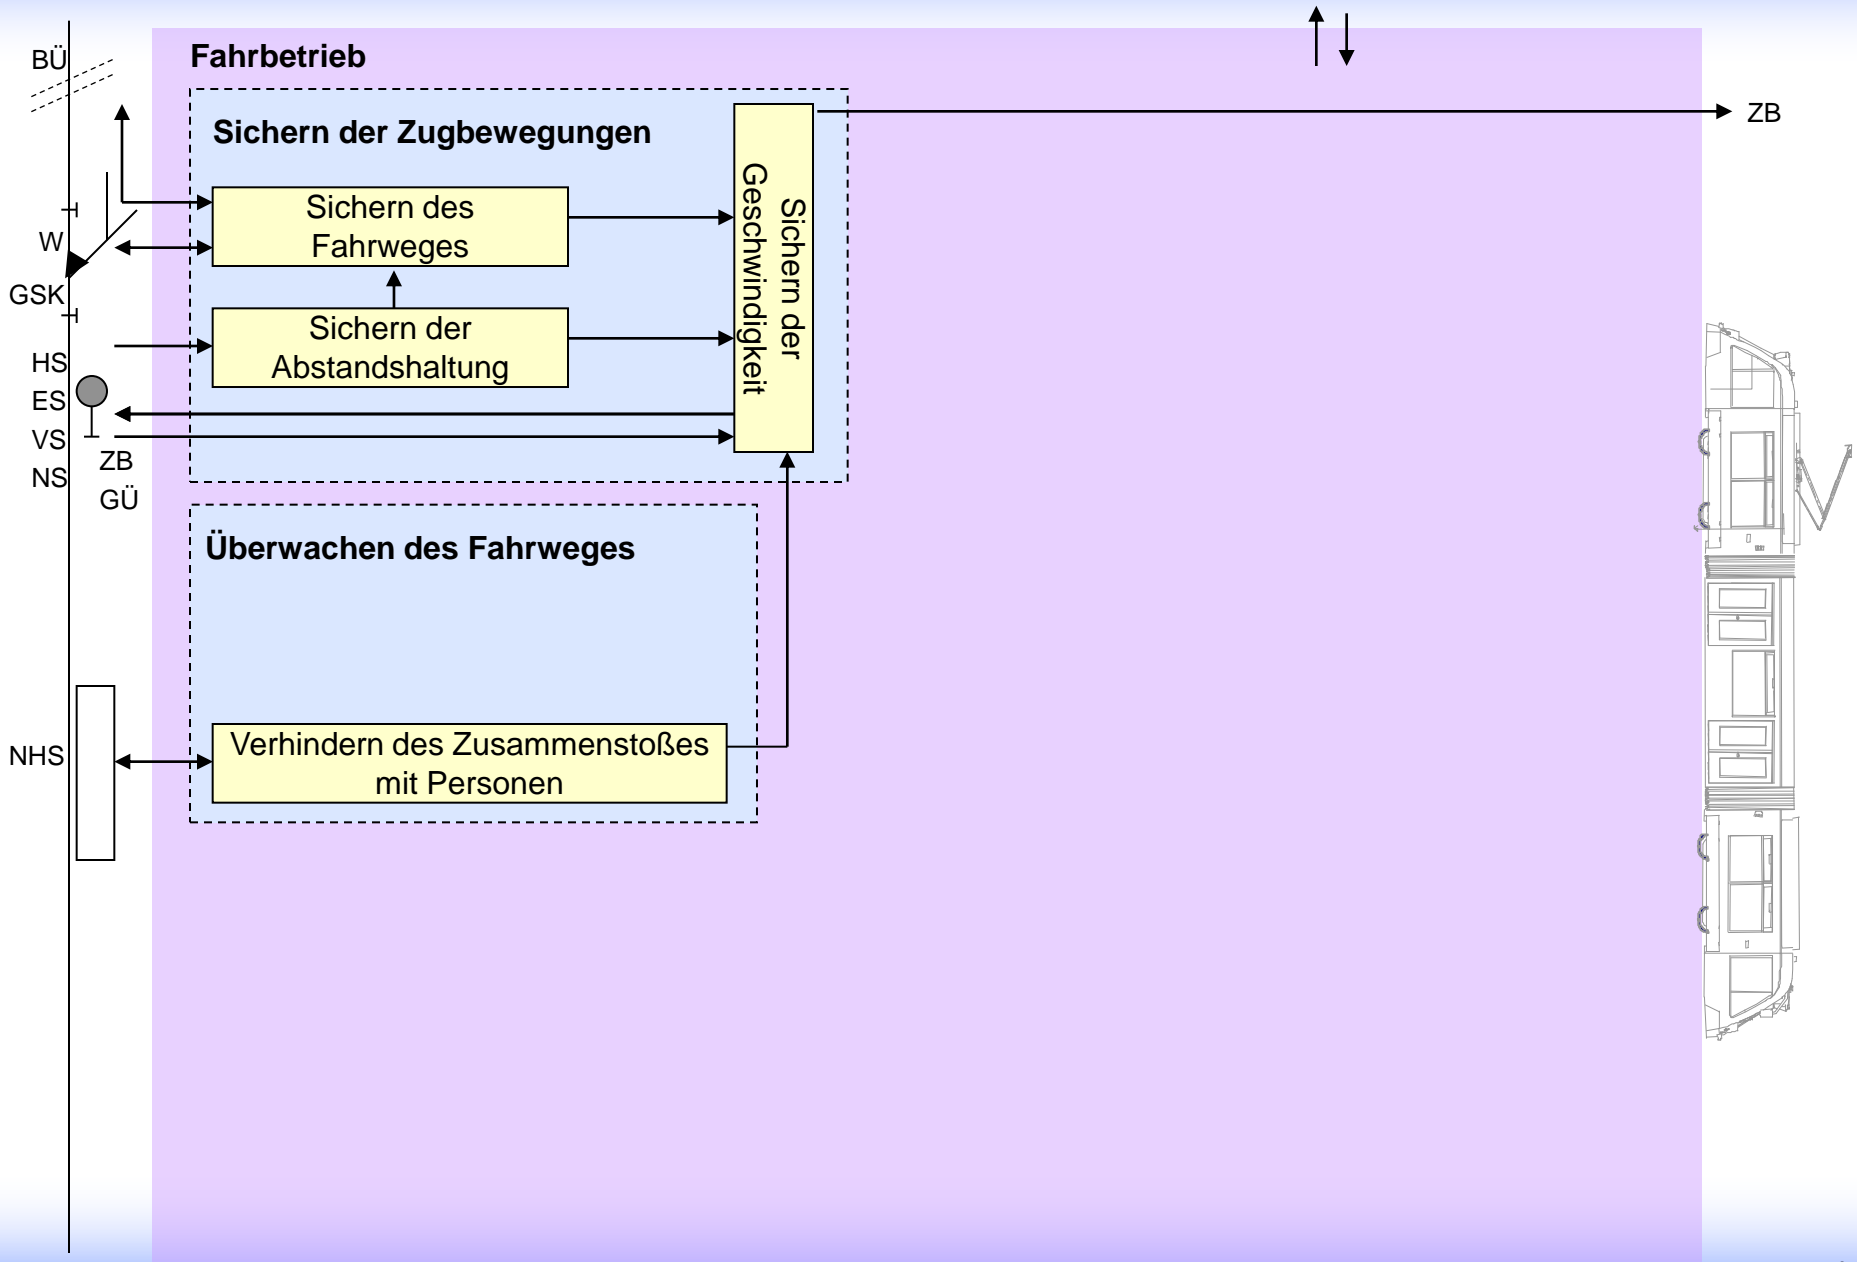 BÜ
Fahrbetrieb
ZB
Sichern der Zugbewegungen
Sichern des
Fahrweges
Sichern der
Geschwindigkeit
W
GSK
Sichern der
Abstandshaltung
HS
ES
VS
NS
ZB
GÜ
Überwachen des Fahrweges
NHS
Verhindern des Zusammenstoßes
mit Personen